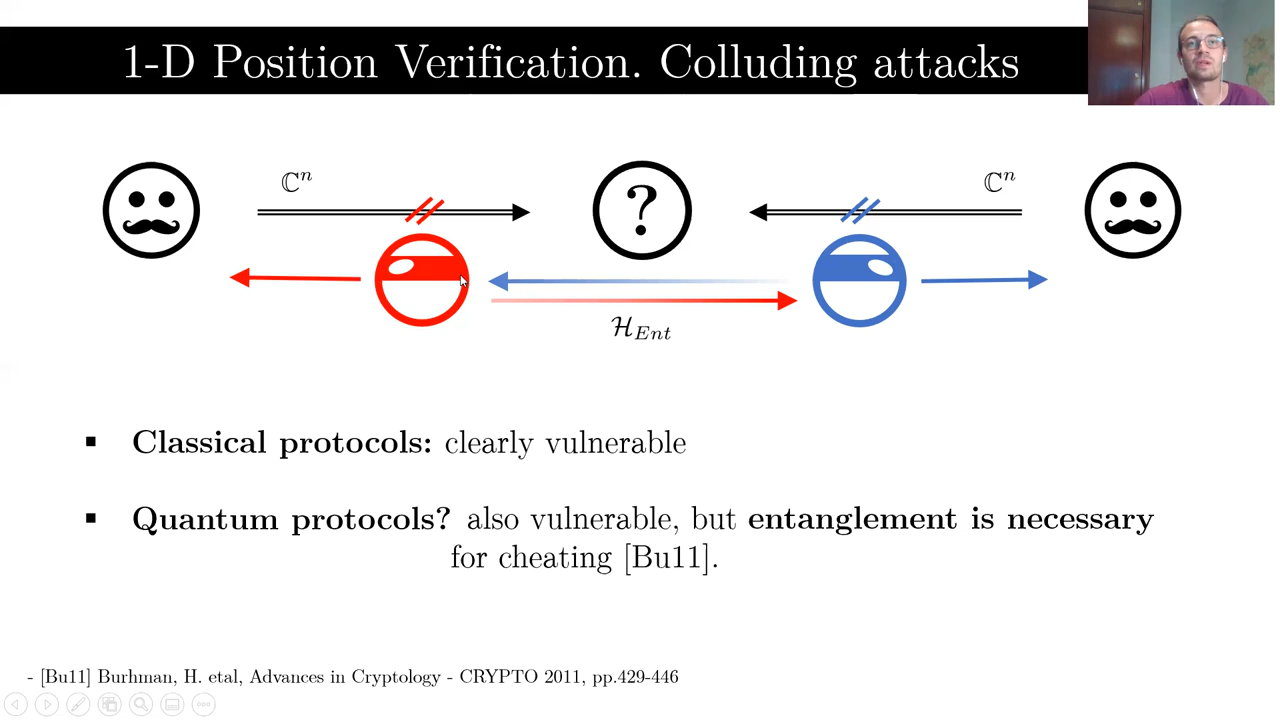 1-D Position Verification. Colluding attacks
ℂⁿ
ℂⁿ
?
ℋ_Ent
▪ Classical protocols: clearly vulnerable
▪ Quantum protocols? also vulnerable, but entanglement is necessary
for cheating [Bu11].
- [Bu11] Burhman, H. etal, Advances in Cryptology - CRYPTO 2011, pp.429-446